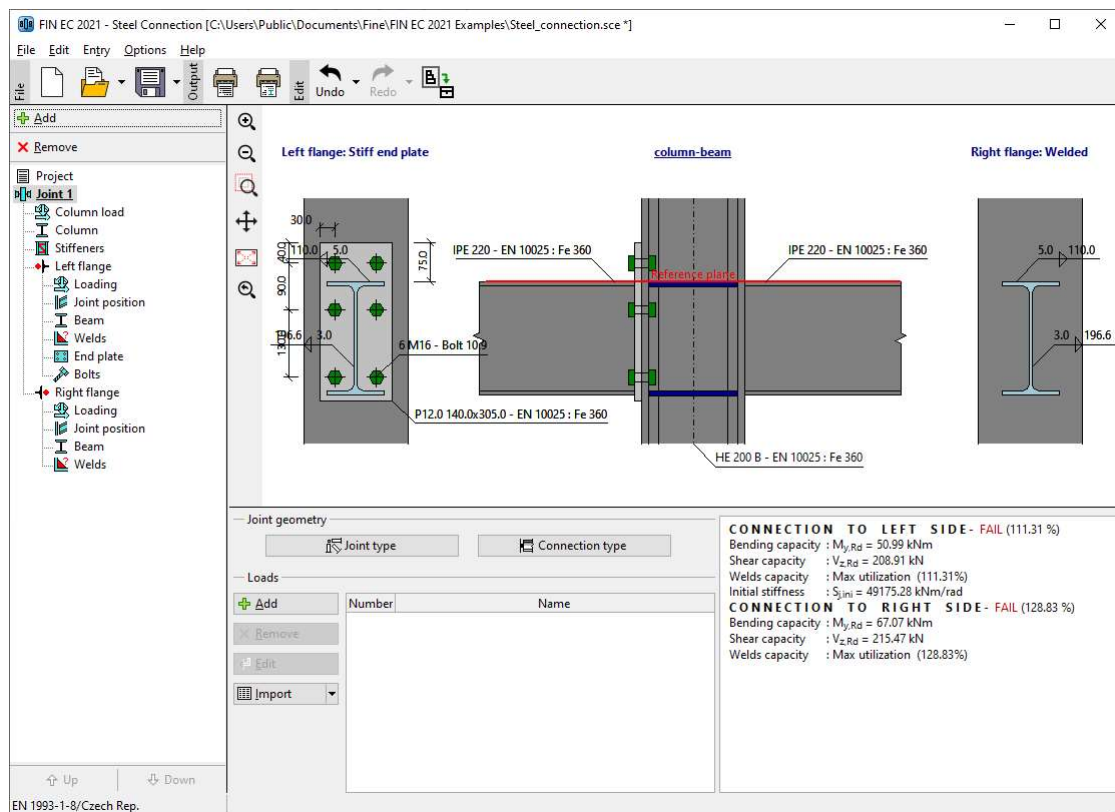 FIN EC 2021 - Steel Connection [C:\Users\Public\Documents\Fine\FIN EC 2021 Examples\Steel_connection.sce *]
File Edit Entry Options Help
File
Output
Edit
Undo
Redo
Add
Remove
Project
Joint 1
Column load
Column
Stiffeners
Left flange
Loading
Joint position
Beam
Welds
End plate
Bolts
Right flange
Loading
Joint position
Beam
Welds
Up Down
EN 1993-1-8/Czech Rep.
Left flange: Stiff end plate
column-beam
Right flange: Welded
30.0
40.0
110.0
5.0
75.0
90.0
130.0
196.6
3.0
6 M16 - Bolt 10.9
P12.0 140.0x305.0 - EN 10025 : Fe 360
IPE 220 - EN 10025 : Fe 360
IPE 220 - EN 10025 : Fe 360
Reference plane
HE 200 B - EN 10025 : Fe 360
5.0 110.0
3.0 196.6
Joint geometry
Joint type
Connection type
Loads
Add
Remove
Edit
Import
Number Name
CONNECTION TO LEFT SIDE - FAIL (111.31 %)
Bending capacity : My,Rd = 50.99 kNm
Shear capacity : Vz,Rd = 208.91 kN
Welds capacity : Max utilization (111.31%)
Initial stiffness : Sj,ini = 49175.28 kNm/rad
CONNECTION TO RIGHT SIDE - FAIL (128.83 %)
Bending capacity : My,Rd = 67.07 kNm
Shear capacity : Vz,Rd = 215.47 kN
Welds capacity : Max utilization (128.83%)